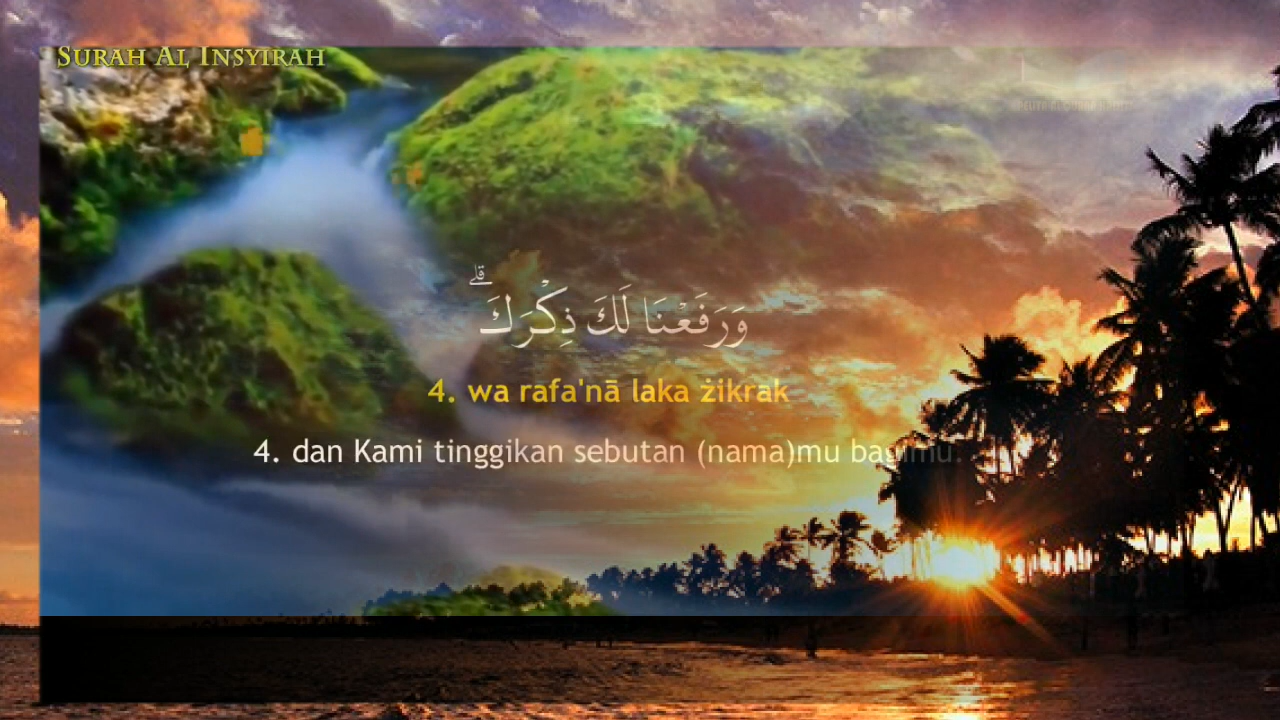 SURAH AL INSYIRAH
وَرَفَعْنَا لَكَ ذِكْرَكَۗ
4. wa rafa'nā laka żikrak
4. dan Kami tinggikan sebutan (nama)mu bagimu.